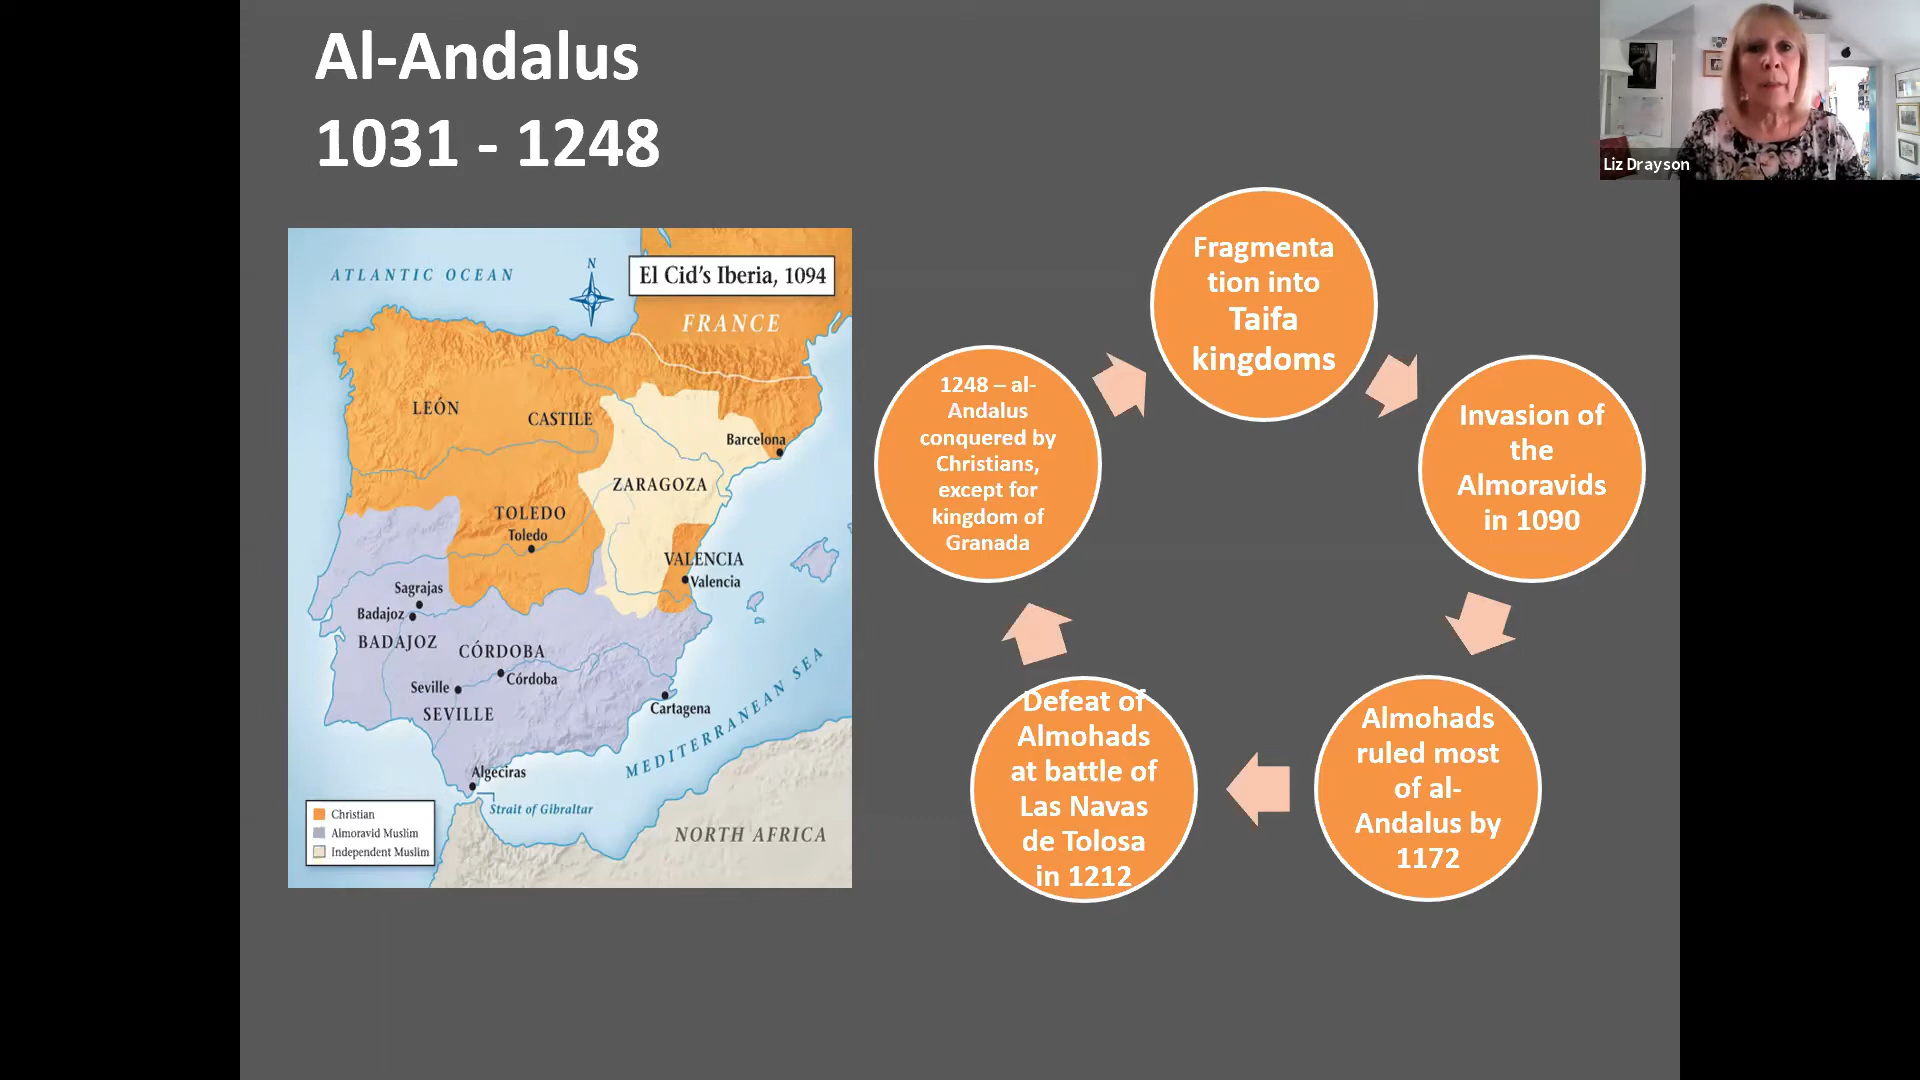 Al-Andalus
1031 - 1248
ATLANTIC OCEAN
N
El Cid's Iberia, 1094
FRANCE
LEÓN
CASTILE
Barcelona
ZARAGOZA
TOLEDO
Toledo
VALENCIA
Valencia
Sagrajas
Badajoz
BADAJOZ
CÓRDOBA
Córdoba
Seville
SEVILLE
Cartagena
MEDITERRANEAN SEA
Algeciras
Strait of Gibraltar
NORTH AFRICA
Christian
Almoravid Muslim
Independent Muslim
Fragmenta
tion into
Taifa
kingdoms
Invasion of
the
Almoravids
in 1090
Almohads
ruled most
of al-
Andalus by
1172
Defeat of
Almohads
at battle of
Las Navas
de Tolosa
in 1212
1248 – al-
Andalus
conquered by
Christians,
except for
kingdom of
Granada
Liz Drayson